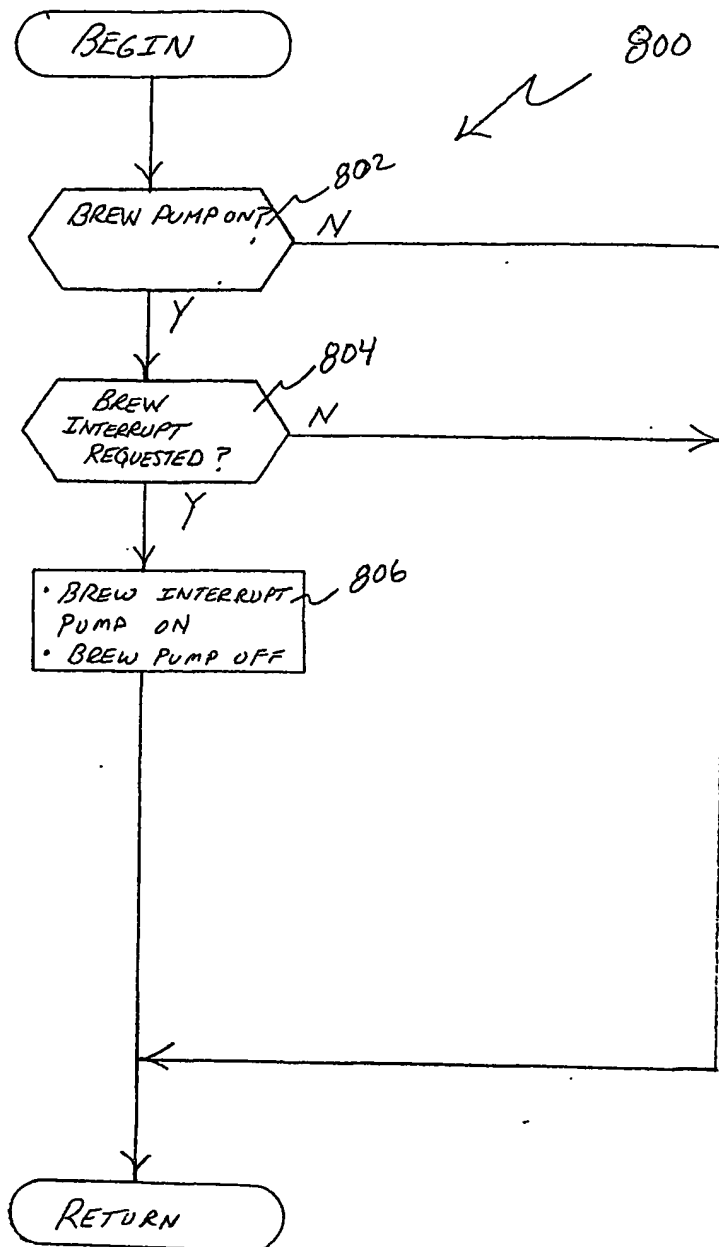 BEGIN
800
802
BREW PUMP ON?
N
Y
804
BREW
INTERRUPT
REQUESTED?
N
Y
806
• BREW INTERRUPT
PUMP ON
• BREW PUMP OFF
RETURN